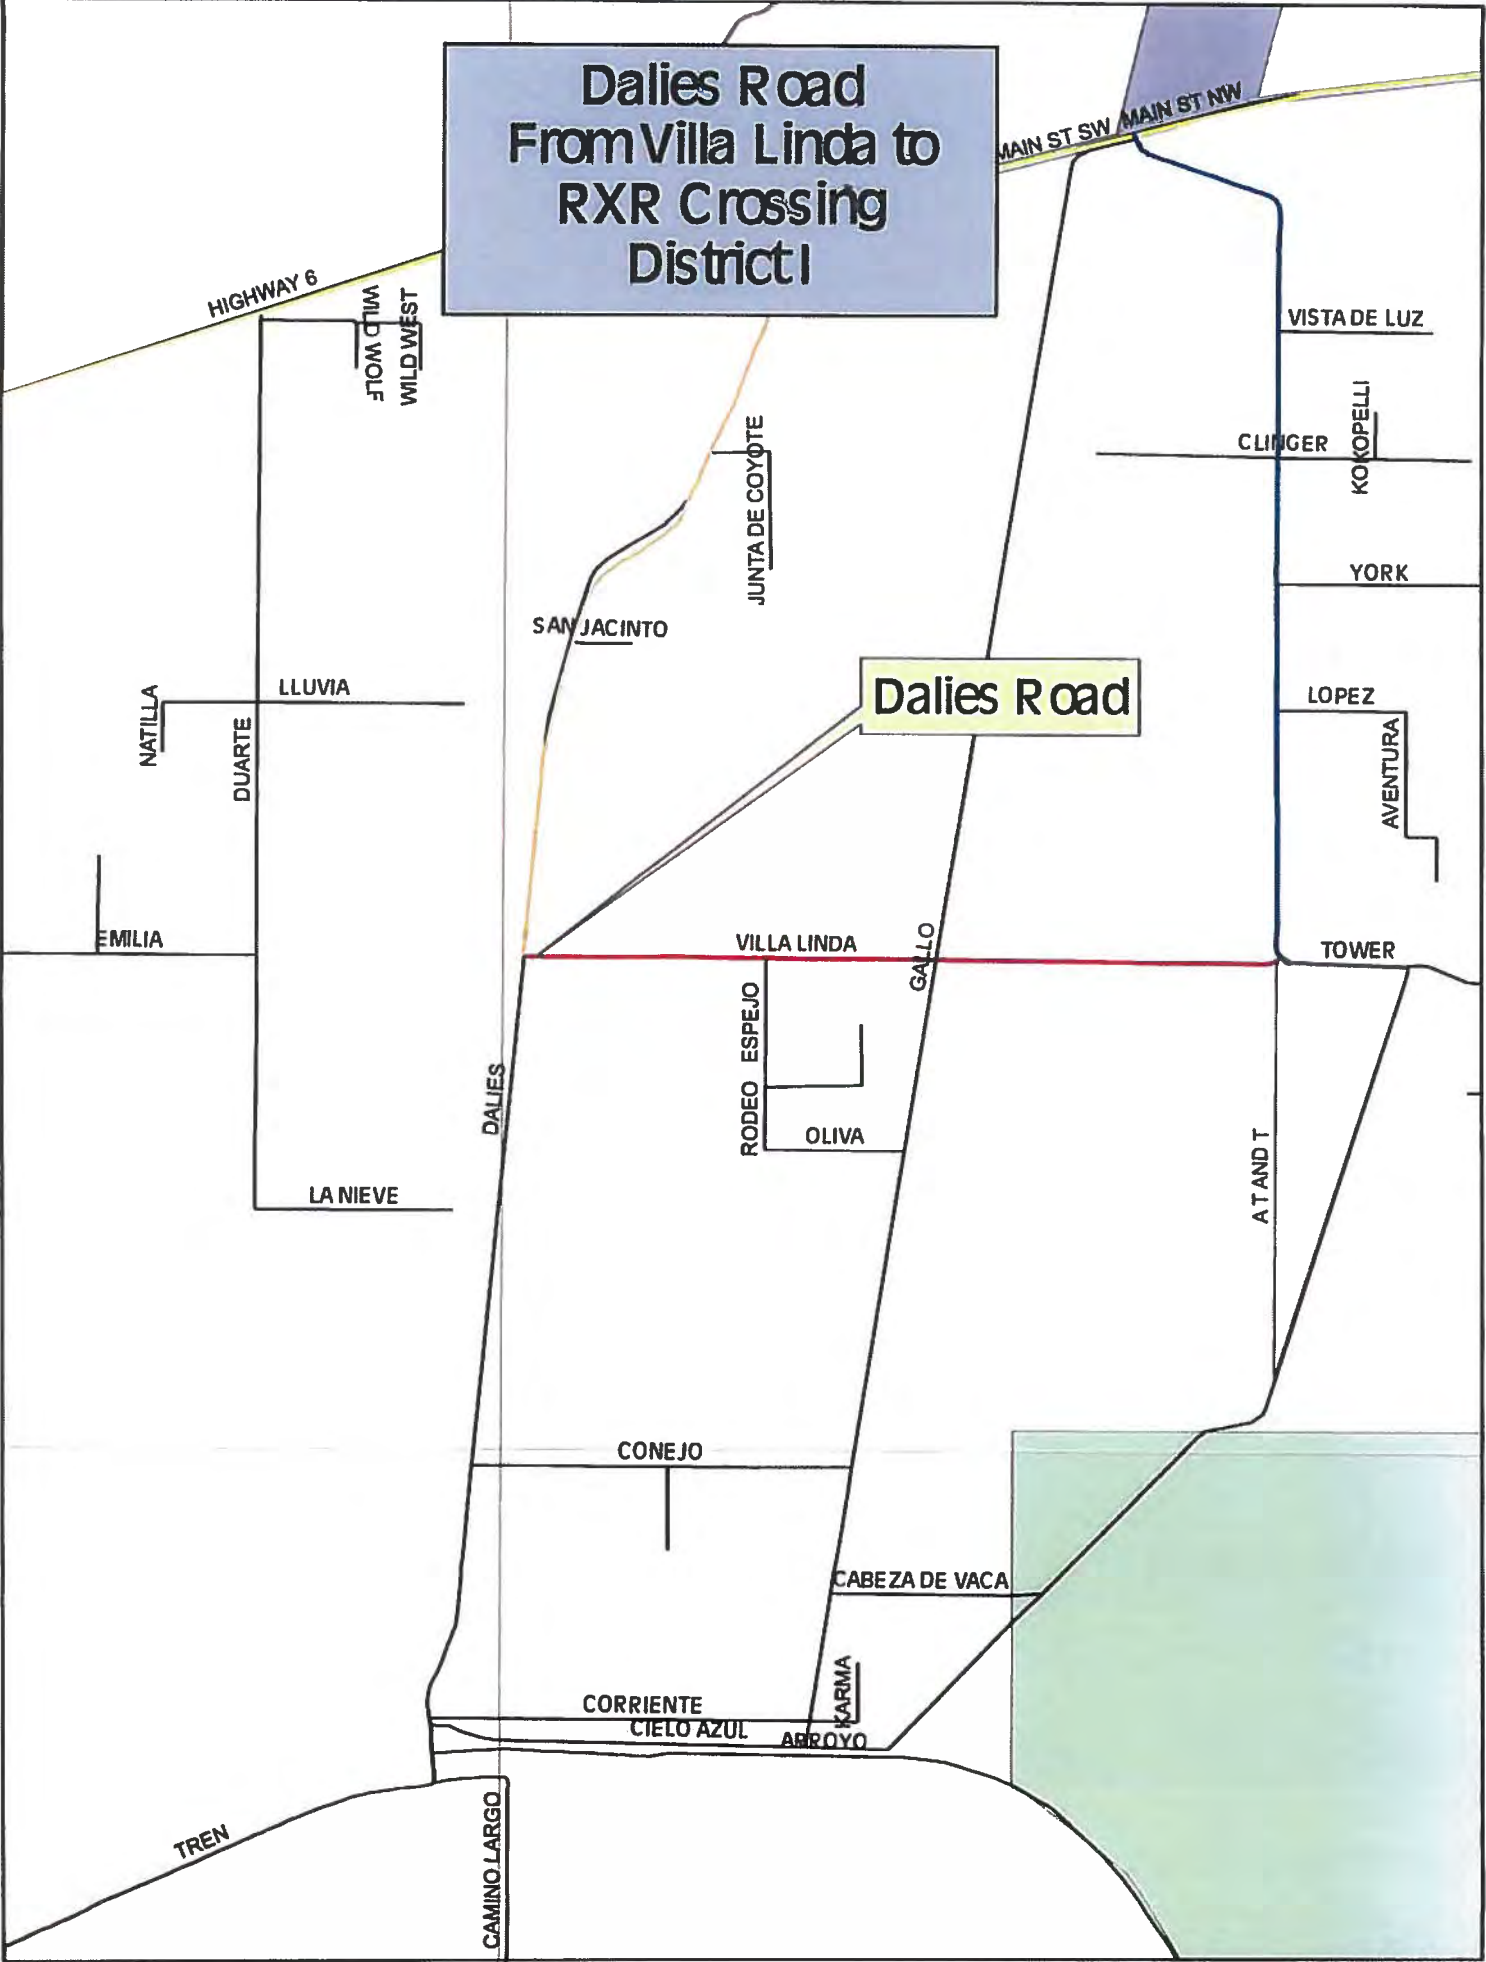 Dalies Road
From Villa Linda to
RXR Crossing
District I
MAIN ST SW
MAIN ST NW
HIGHWAY 6
WILD WOLF
WILD WEST
VISTA DE LUZ
KOKOPELLI
CLINGER
JUNTA DE COYOTE
YORK
SAN JACINTO
Dalies Road
LLUVIA
NATILLA
DUARTE
LOPEZ
AVENTURA
EMILIA
VILLA LINDA
GALLO
TOWER
ESPEJO
RODEO
DALIES
OLIVA
A T AND T
LA NIEVE
CONEJO
CABEZA DE VACA
KARMA
CORRIENTE
CIELO AZUL
ARROYO
TREN
CAMINO LARGO